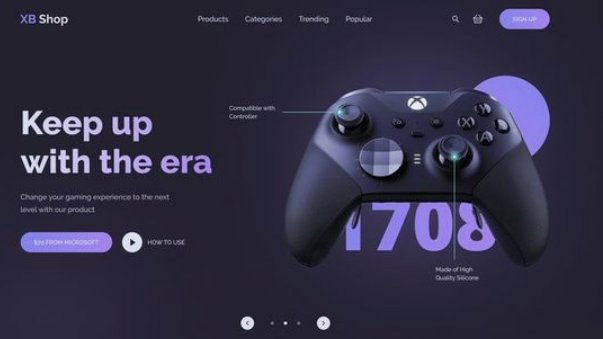 XB Shop
Products
Categories
Trending
Popular
SIGN UP
Keep up
with the era
Change your gaming experience to the next
level with our product
FROM MICROSOFT
HOW TO USE
Compatible with
Controller
1708
Made of High
Quality Silicone